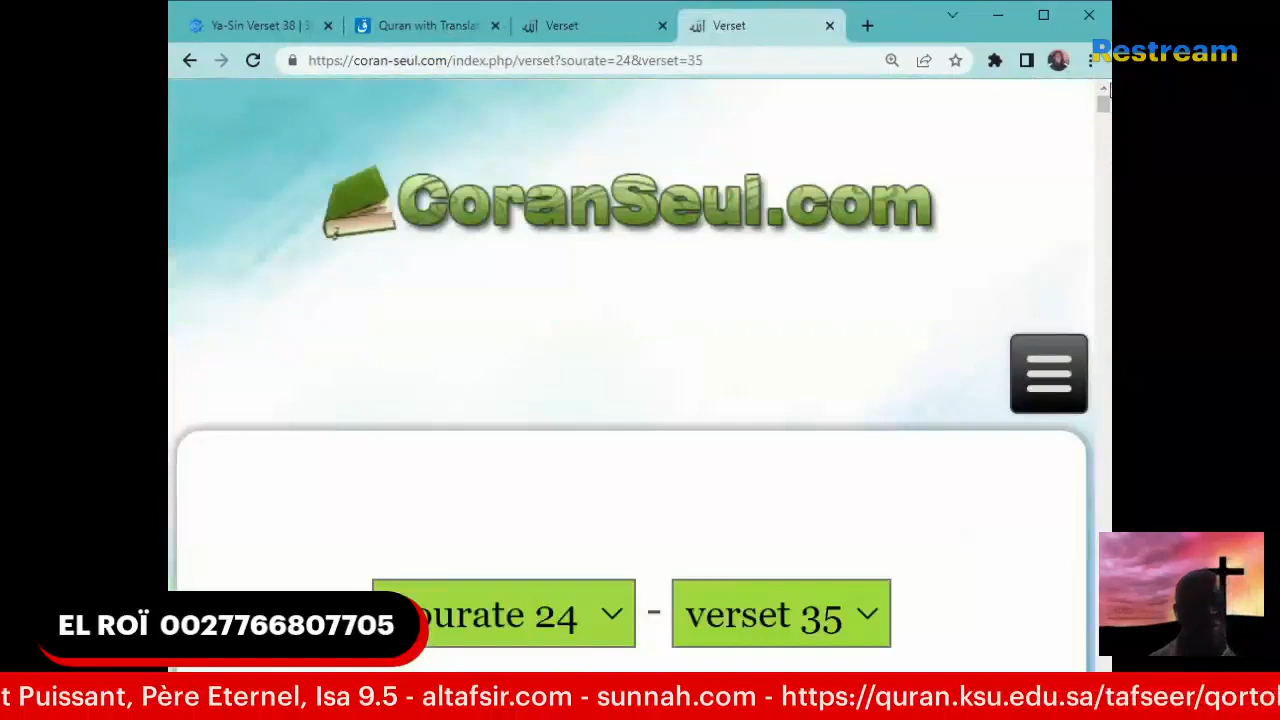 Ya-Sin Verset 38 | 3
Quran with Translat
Verset
Verset
https://coran-seul.com/index.php/verset?sourate=24&verset=35
Restream
CoranSeul.com
ourate 24 - verset 35
EL ROÏ 0027766807705
t Puissant, Père Eternel, Isa 9.5 - altafsir.com - sunnah.com - https://quran.ksu.edu.sa/tafseer/qorto